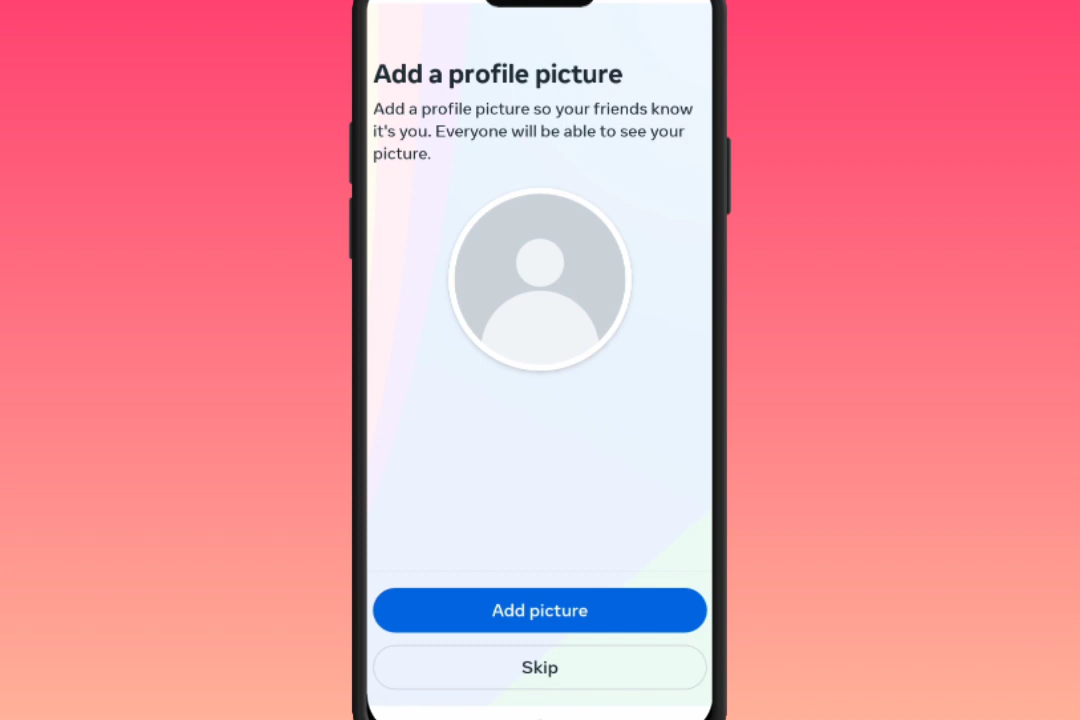 Add a profile picture
Add a profile picture so your friends know
it's you. Everyone will be able to see your
picture.
Add picture
Skip